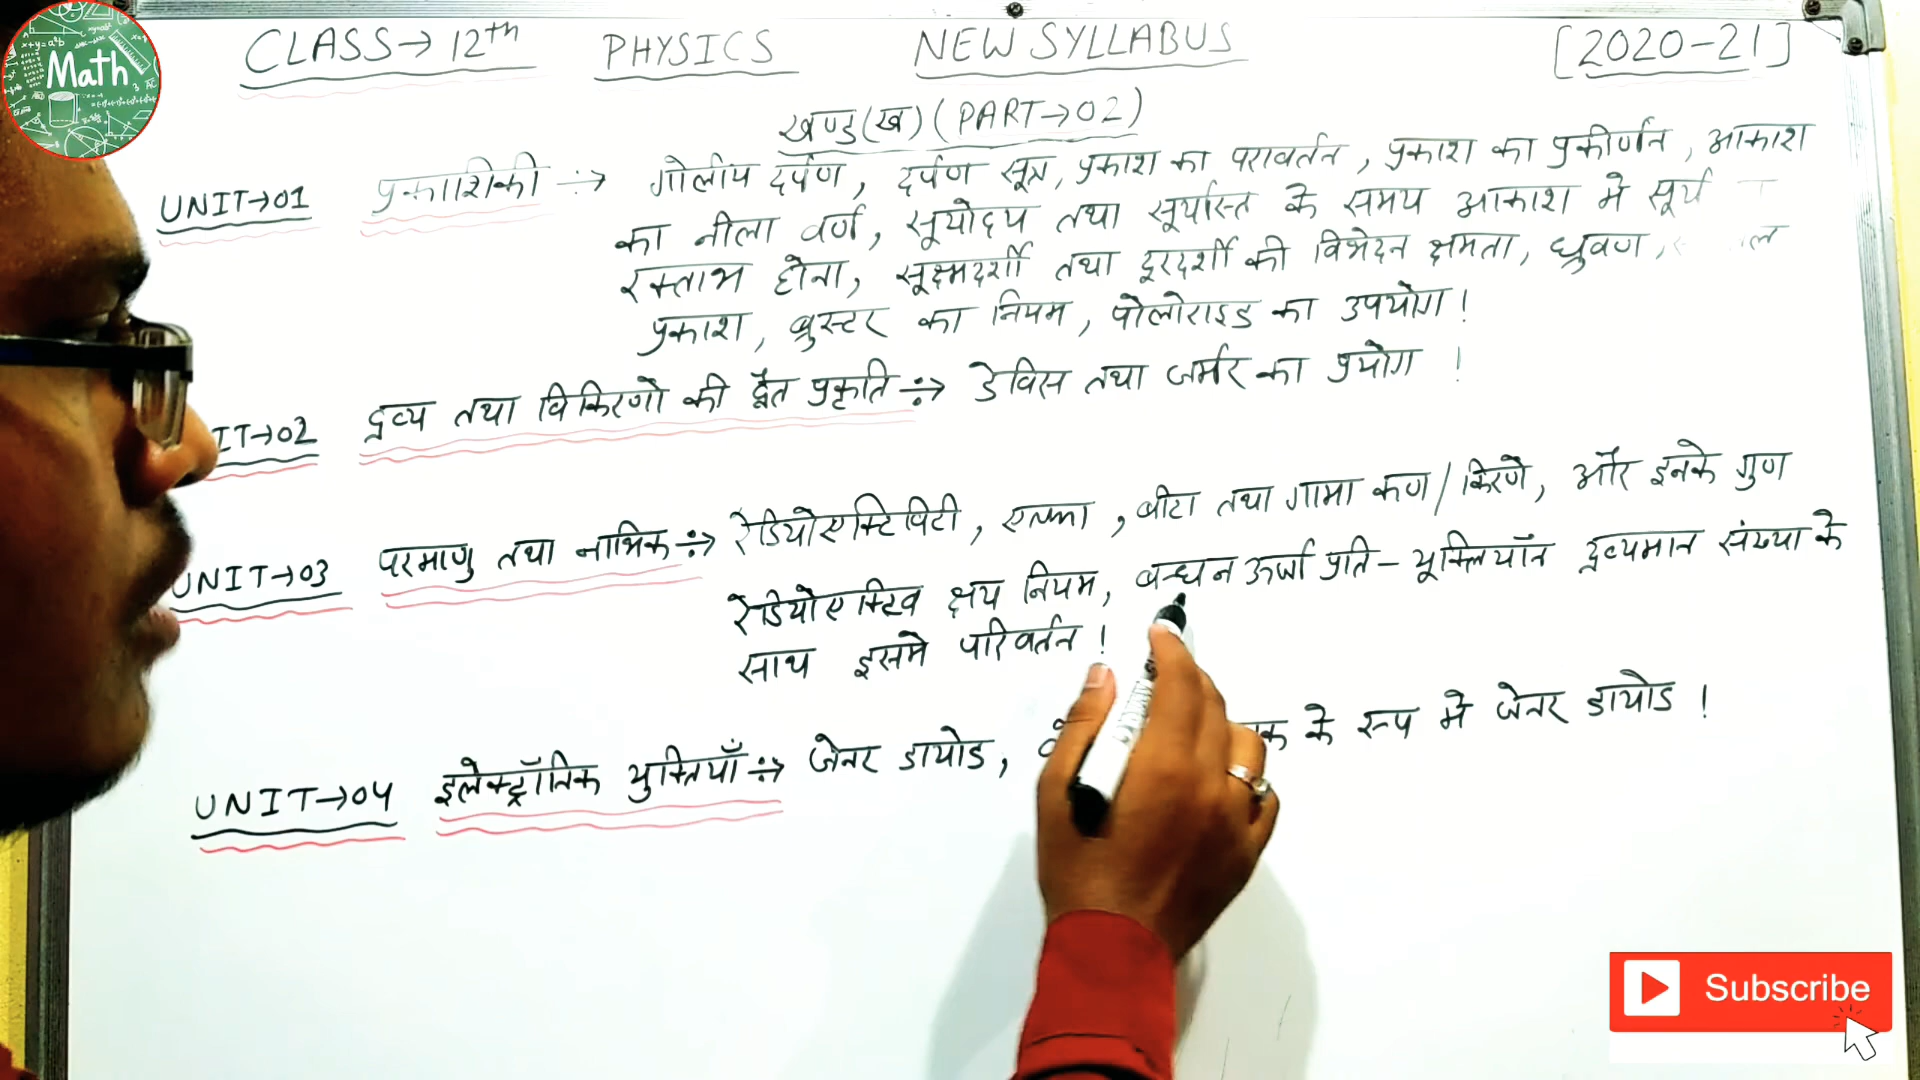 Math
CLASS→12th PHYSICS NEW SYLLABUS [2020-21]
खण्ड(ख)(PART→02)
UNIT→01 प्रकाशिकी ÷> गोलीय दर्पण, दर्पण सूत्र, प्रकाश का परावर्तन, प्रकाश का प्रकीर्णन, आकाश
का नीला वर्ण, सूर्योदय तथा सूर्यास्त के समय आकाश मे सूर्य
रक्ताभ होना, सूक्ष्मदर्शी तथा दूरदर्शी की विभेदन क्षमता, ध्रुवण,
प्रकाश, ब्रुस्टर का नियम, पोलोराइड का उपयोग!
IT→02 द्रव्य तथा विकिरणो की द्वैत प्रकृति ÷> डेविस तथा जर्मर का प्रयोग !
UNIT→03 परमाणु तथा नाभिक ÷> रेडियोएक्टिविटी, एल्फा, बीटा तथा गामा कण/किरणे, और इनके गुण
रेडियोएक्टिव क्षय नियम, बन्धन ऊर्जा प्रति-यूक्लियॉन द्रव्यमान संख्या के
साथ इसमे परिवर्तन!
UNIT→04 इलेक्ट्रॉनिक युक्तियाँ ÷> जेनर डायोड, के रूप मे जेनर डायोड !
Subscribe